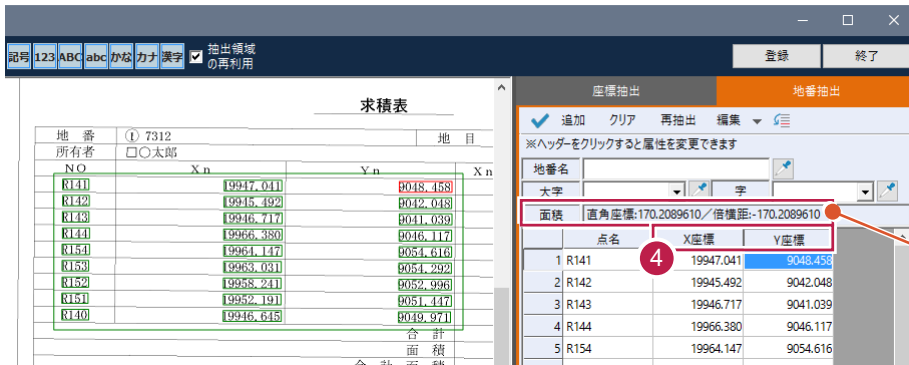 記号 123 ABC abc かな カナ 漢字 抽出領域の再利用 登録 終了
求積表
地 番 ① 7312 地 目
所有者 □○太郎
NO Xn Yn Xn
R141 19947.041 9048.458
R142 19945.492 9042.048
R143 19946.717 9041.039
R144 19966.380 9046.117
R154 19964.147 9054.616
R153 19963.031 9054.292
R152 19958.241 9052.996
R151 19952.191 9051.447
R140 19946.645 9049.971
合 計
面 積
座標抽出 地番抽出
追加 クリア 再抽出 編集
※ヘッダーをクリックすると属性を変更できます
地番名
大字 字
面積 直角座標:170.2089610/倍横距:-170.2089610
4
点名 X座標 Y座標
1 R141 19947.041 9048.458
2 R142 19945.492 9042.048
3 R143 19946.717 9041.039
4 R144 19966.380 9046.117
5 R154 19964.147 9054.616